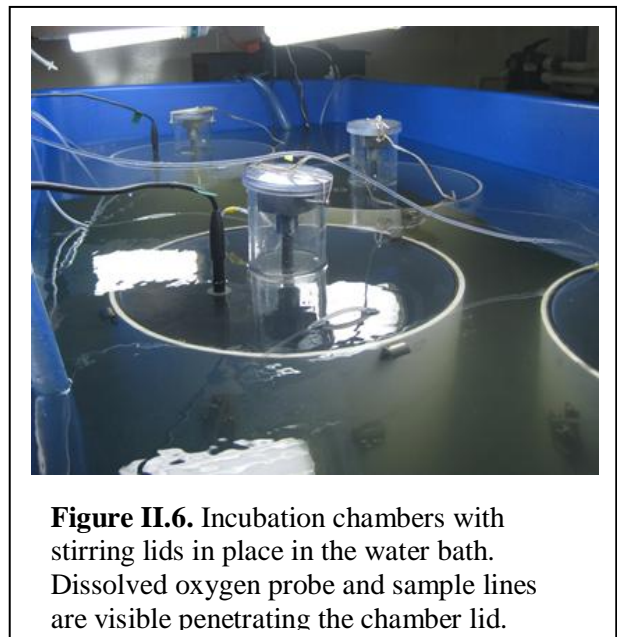 Figure II.6. Incubation chambers with
stirring lids in place in the water bath.
Dissolved oxygen probe and sample lines
are visible penetrating the chamber lid.